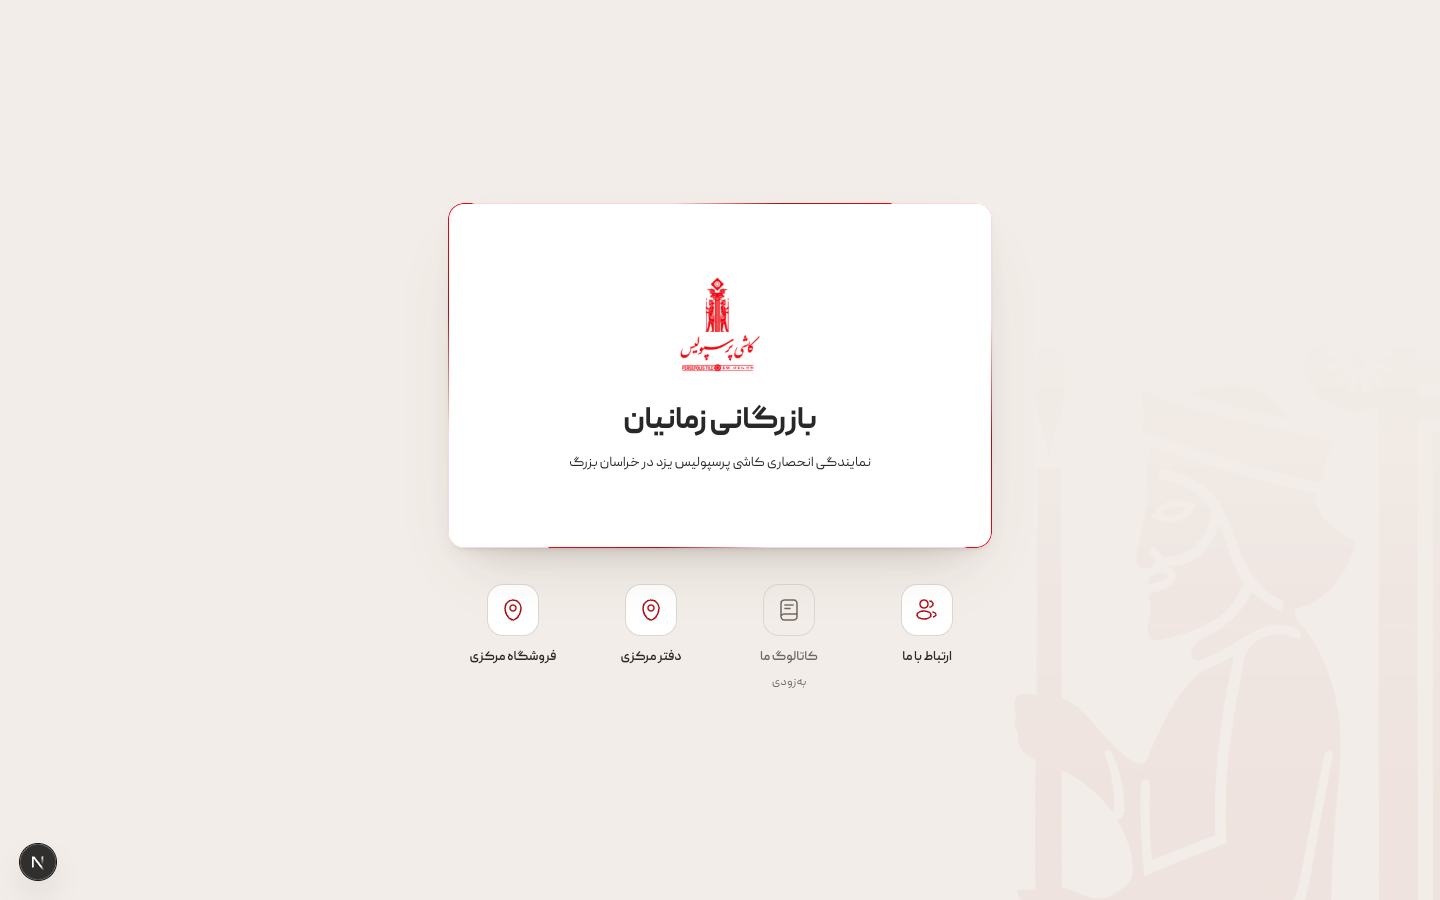 کاشی پرسپولیس
بازرگانی زمانیان
نمایندگی انحصاری کاشی پرسپولیس یزد در خراسان بزرگ
ارتباط با ما
کاتالوگ ما
به‌زودی
دفتر مرکزی
فروشگاه مرکزی
N